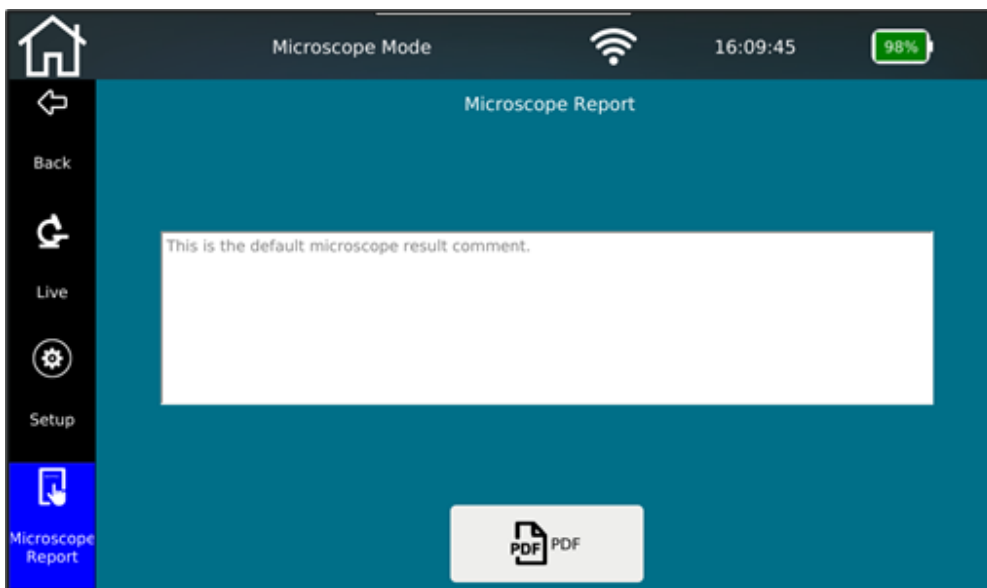 Microscope Mode
16:09:45
98%
Back
Live
Setup
Microscope
Report
Microscope Report
This is the default microscope result comment.
PDF
PDF